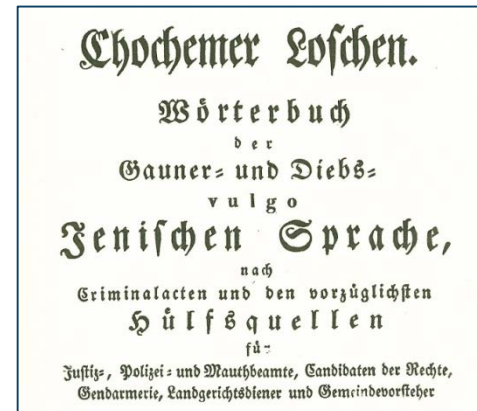 Chochemer Loſchen.
Wörterbuch
der
Gauner- und Diebs-
vulgo
Jeniſchen Sprache,
nach
Criminalacten und den vorzüglichſten
Hülfsquellen
für
Juſtiz-, Polizei- und Mauthbeamte, Candidaten der Rechte,
Gendarmerie, Landgerichtsdiener und Gemeindevorſteher